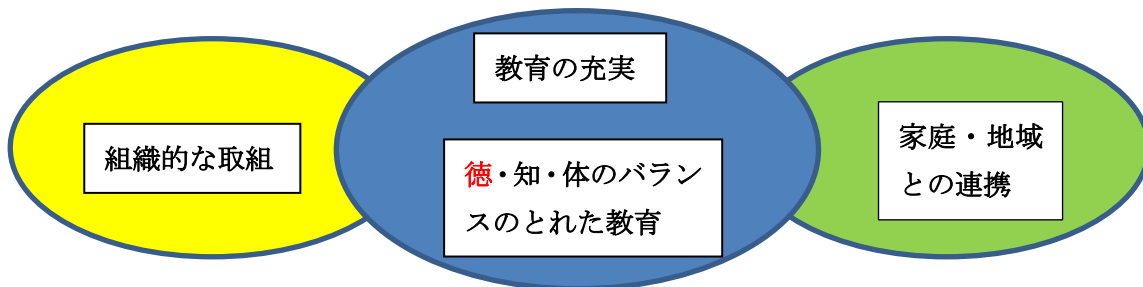 組織的な取組
教育の充実
徳・知・体のバラン
スのとれた教育
家庭・地域
との連携